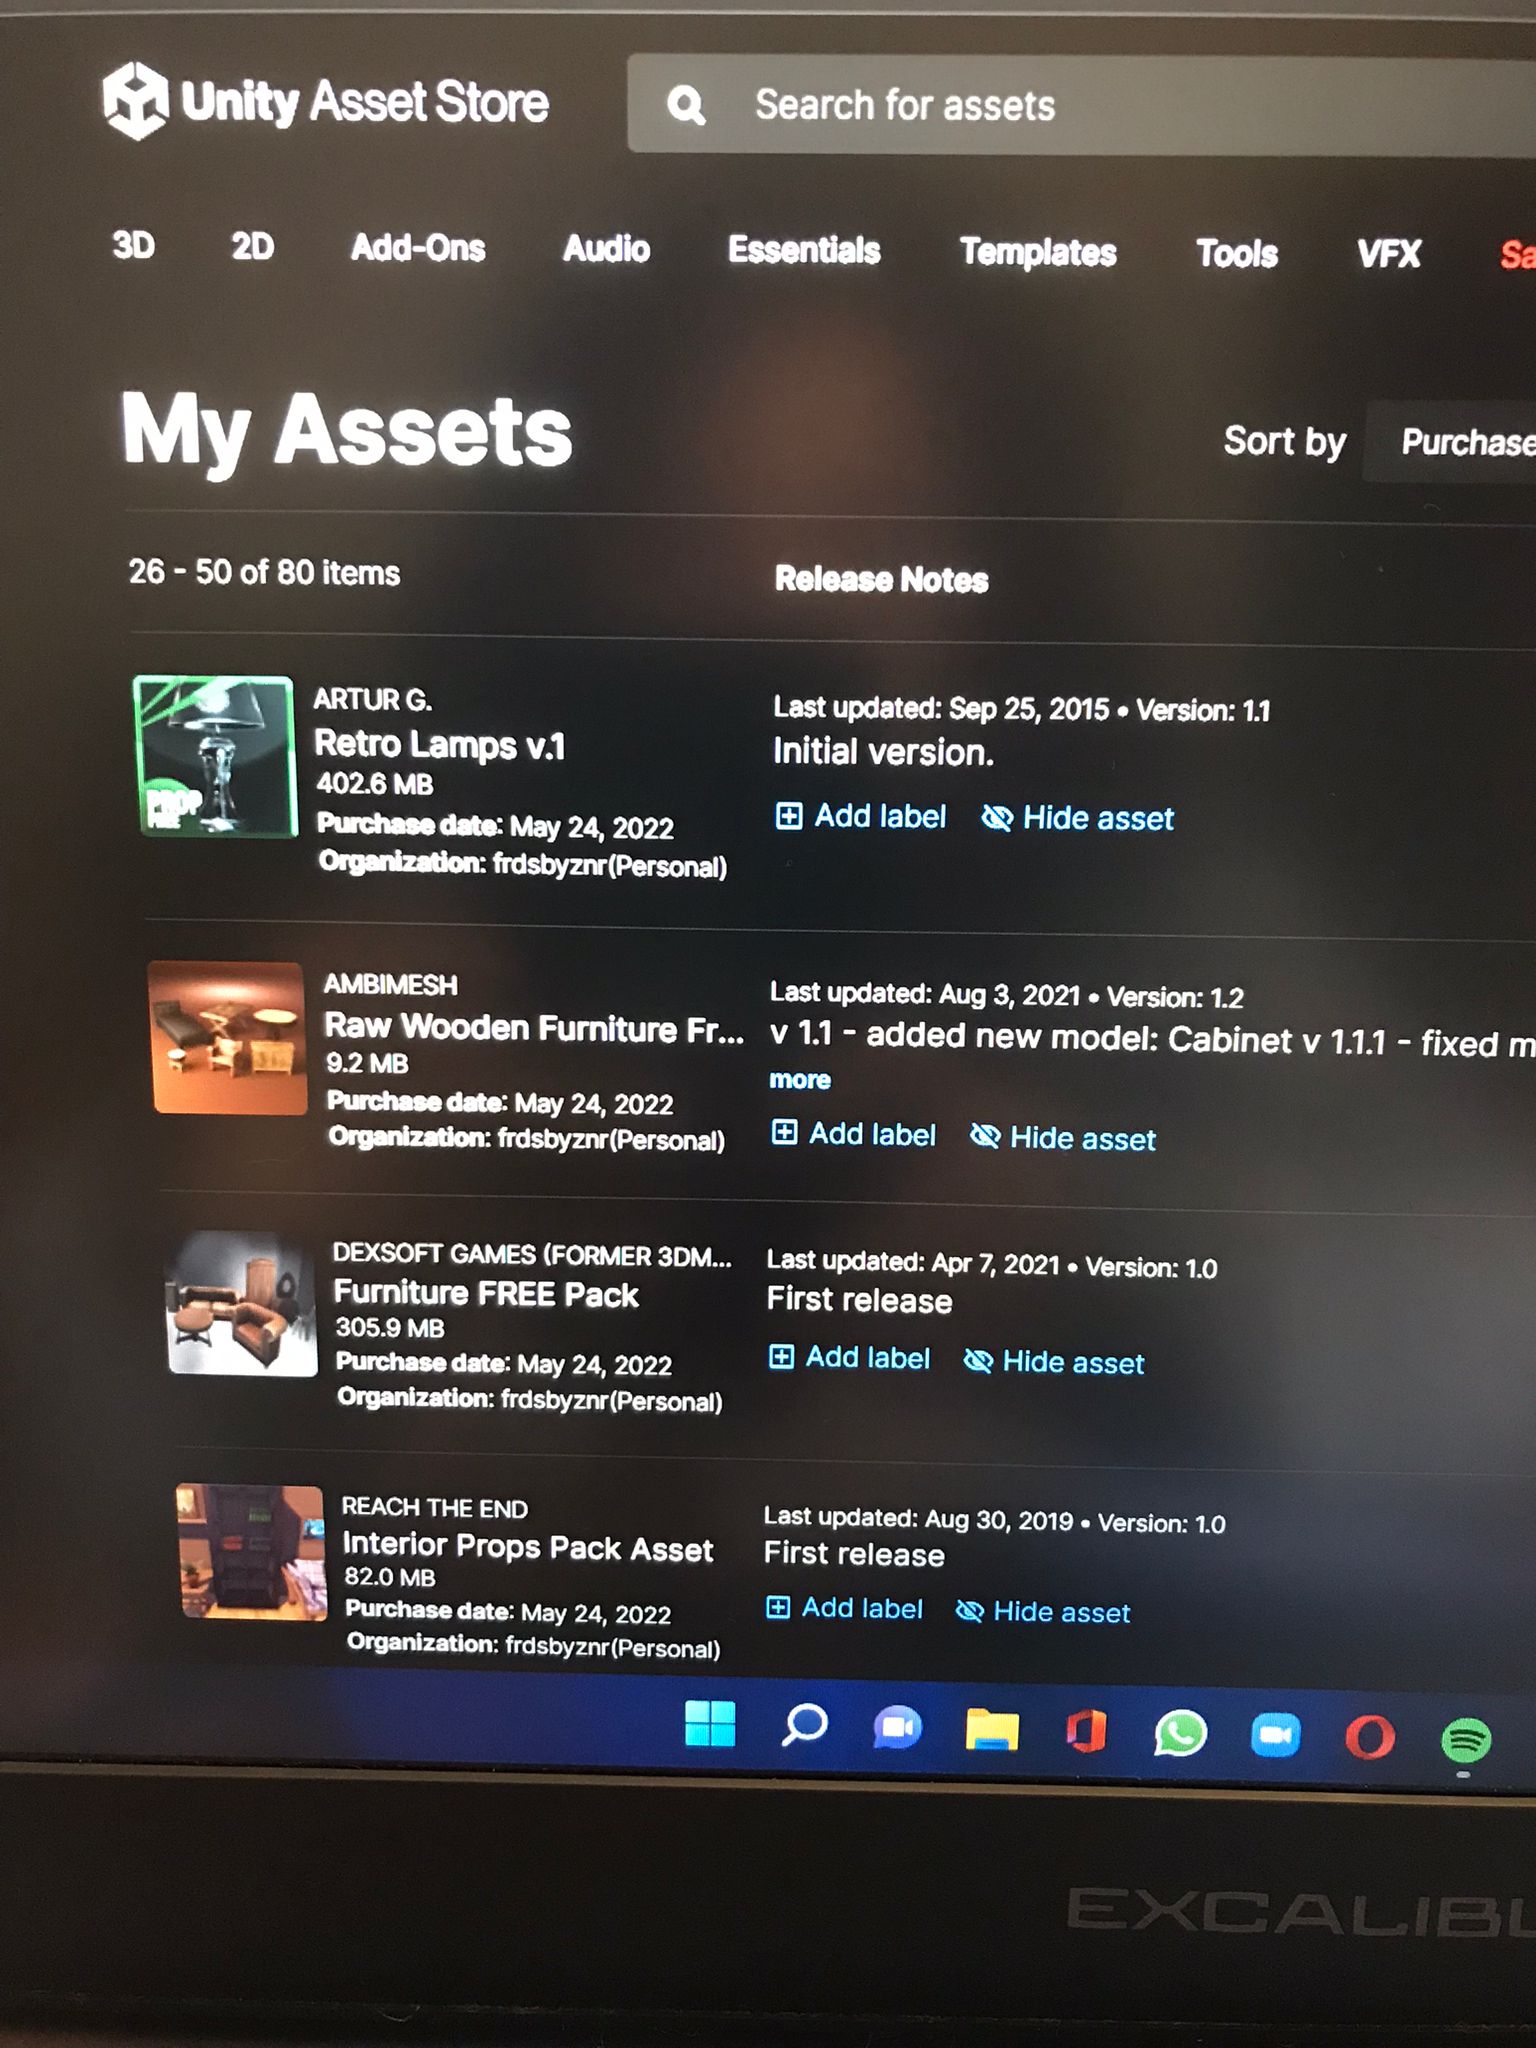 Unity Asset Store
Search for assets
3D 2D Add-Ons Audio Essentials Templates Tools VFX Sa
My Assets
Sort by Purchase
26 - 50 of 80 items
Release Notes
PROP
FREE
ARTUR G.
Retro Lamps v.1
402.6 MB
Purchase date: May 24, 2022
Organization: frdsbyznr(Personal)
Last updated: Sep 25, 2015 • Version: 1.1
Initial version.
Add label Hide asset
AMBIMESH
Raw Wooden Furniture Fr...
9.2 MB
Purchase date: May 24, 2022
Organization: frdsbyznr(Personal)
Last updated: Aug 3, 2021 • Version: 1.2
v 1.1 - added new model: Cabinet v 1.1.1 - fixed m
more
Add label Hide asset
DEXSOFT GAMES (FORMER 3DM...
Furniture FREE Pack
305.9 MB
Purchase date: May 24, 2022
Organization: frdsbyznr(Personal)
Last updated: Apr 7, 2021 • Version: 1.0
First release
Add label Hide asset
REACH THE END
Interior Props Pack Asset
82.0 MB
Purchase date: May 24, 2022
Organization: frdsbyznr(Personal)
Last updated: Aug 30, 2019 • Version: 1.0
First release
Add label Hide asset
EXCALIBU